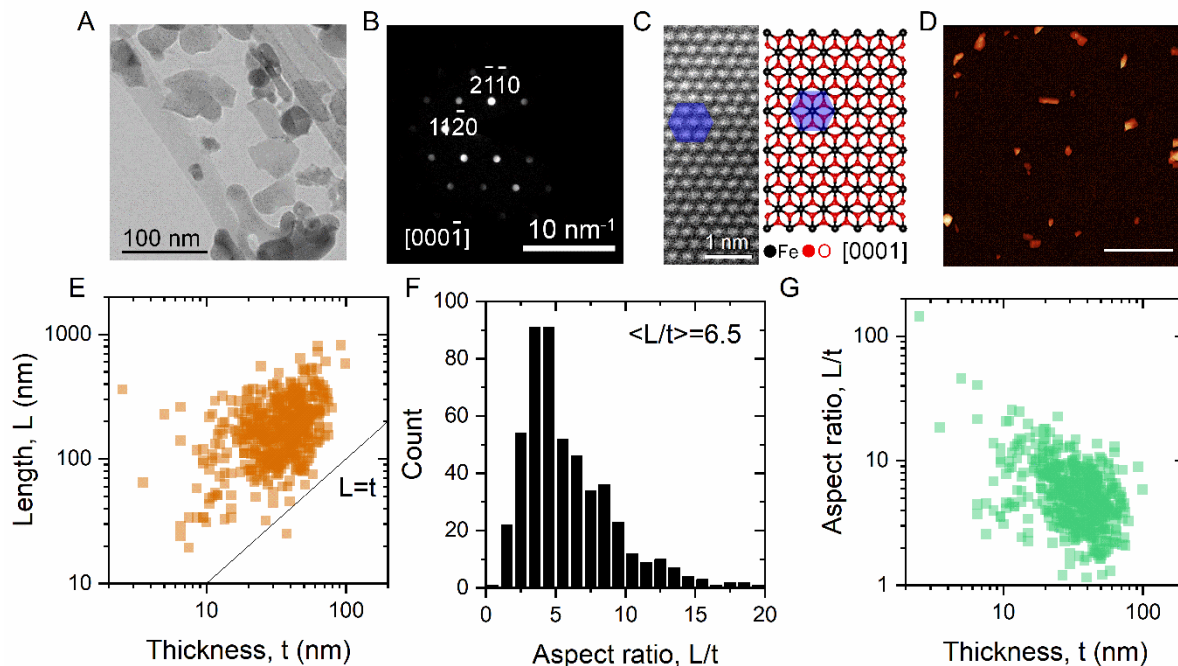 A
100 nm
B
2110
1120
[0001]
10 nm⁻¹
C
1 nm
Fe O [0001]
D
E
1000
100
10
10 100
Length, L (nm)
L=t
Thickness, t (nm)
F
100
80
60
40
20
0
0 5 10 15 20
Count
<L/t>=6.5
Aspect ratio, L/t
G
100
10
1
10 100
Aspect ratio, L/t
Thickness, t (nm)